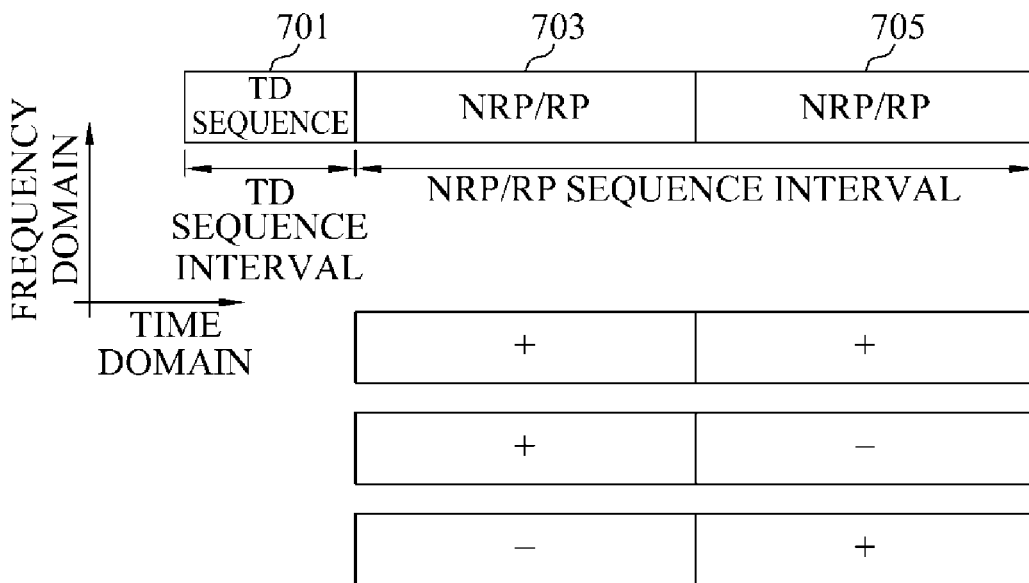 701
703
705
TD
SEQUENCE
NRP/RP
NRP/RP
FREQUENCY
DOMAIN
TD
SEQUENCE
INTERVAL
NRP/RP SEQUENCE INTERVAL
TIME
DOMAIN
+
+
+
−
−
+